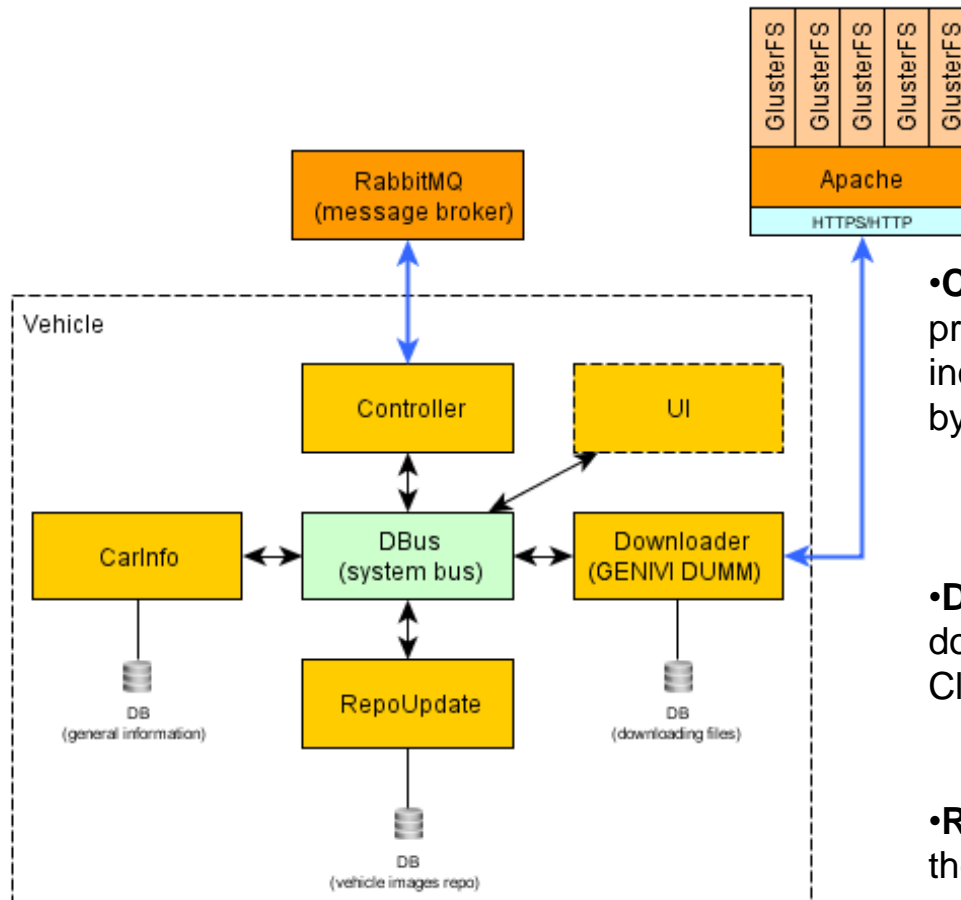 GlusterFS
GlusterFS
GlusterFS
GlusterFS
GlusterFS
Apache
HTTPS/HTTP
RabbitMQ
(message broker)
Vehicle
Controller
UI
CarInfo
DBus
(system bus)
Downloader
(GENIVI DUMM)
RepoUpdate
DB
(general information)
DB
(downloading files)
DB
(vehicle images repo)
•
by
•D
•R